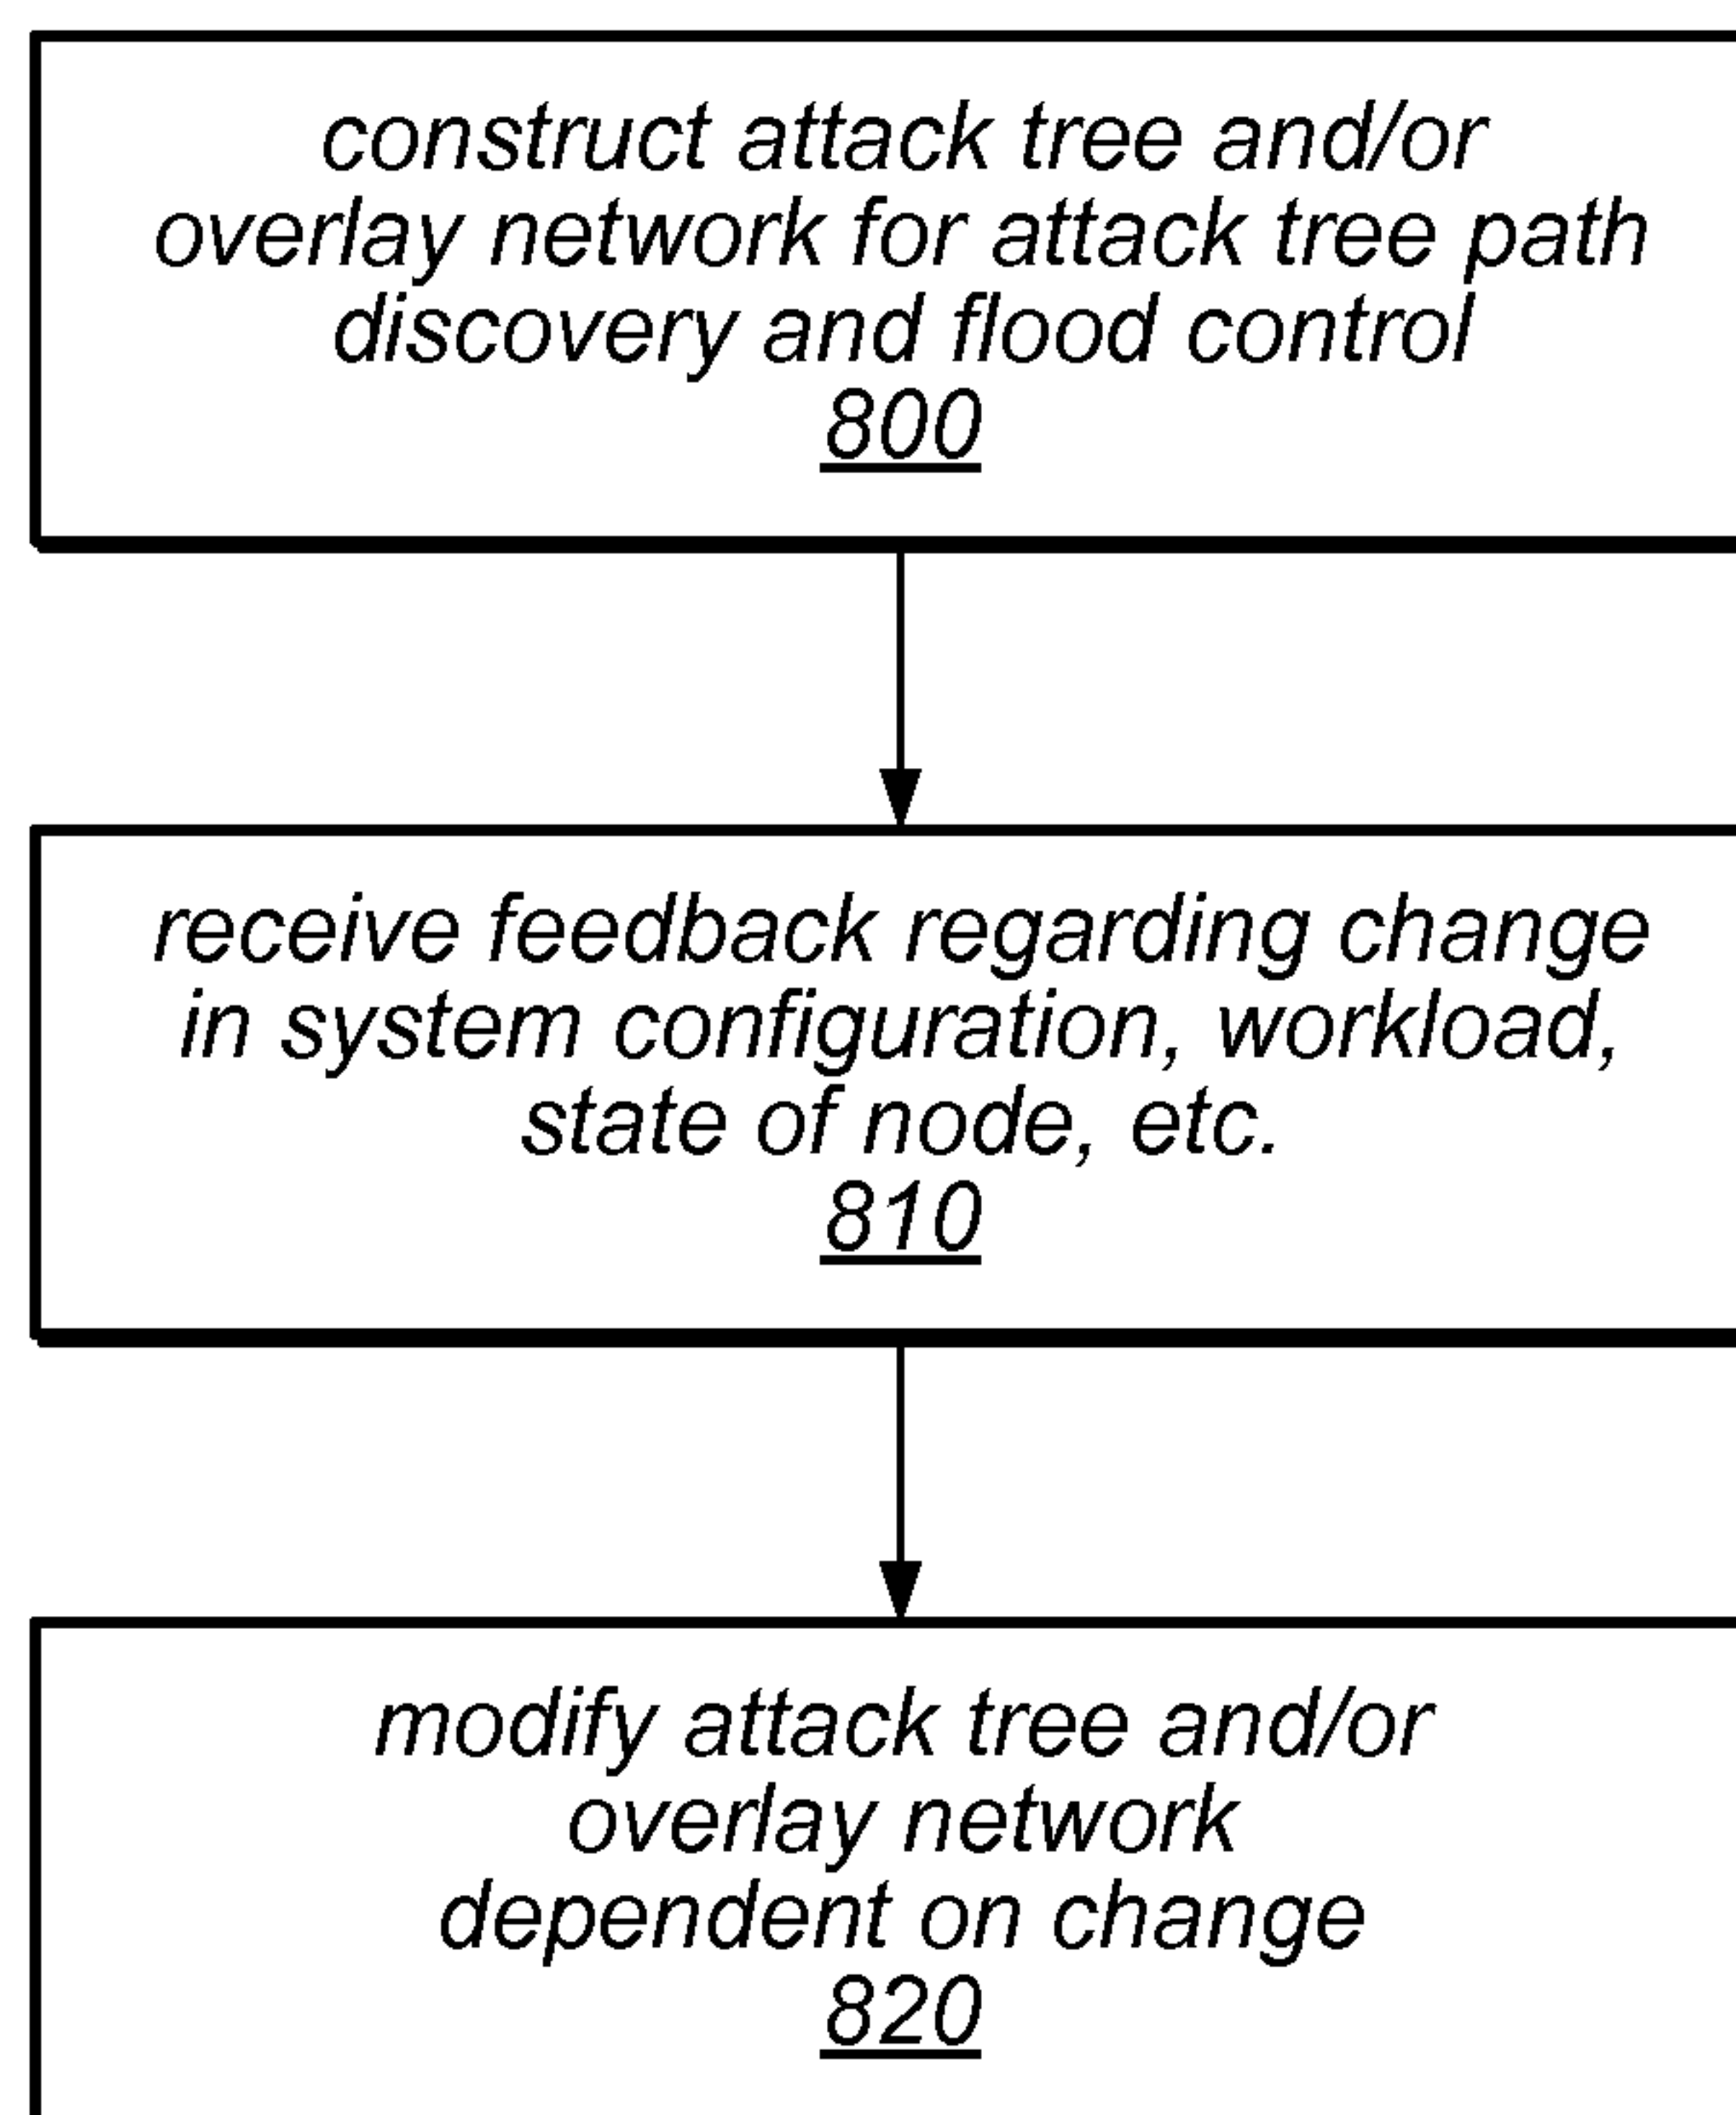 construct attack tree and/or
overlay network for attack tree path
discovery and flood control
800
receive feedback regarding change
in system configuration, workload,
state of node, etc.
810
modify attack tree and/or
overlay network
dependent on change
820